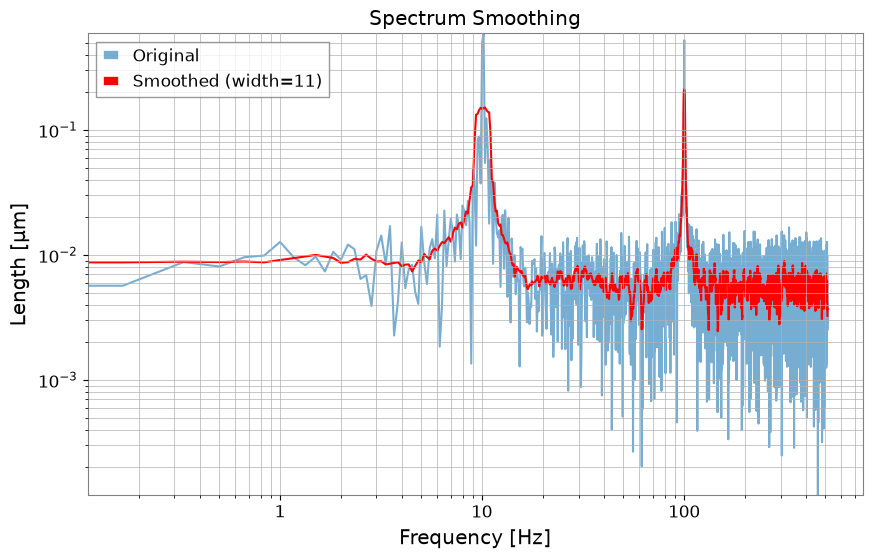 Spectrum Smoothing
Original
Smoothed (width=11)
Length [µm]
10⁻¹
10⁻²
10⁻³
1
10
100
Frequency [Hz]